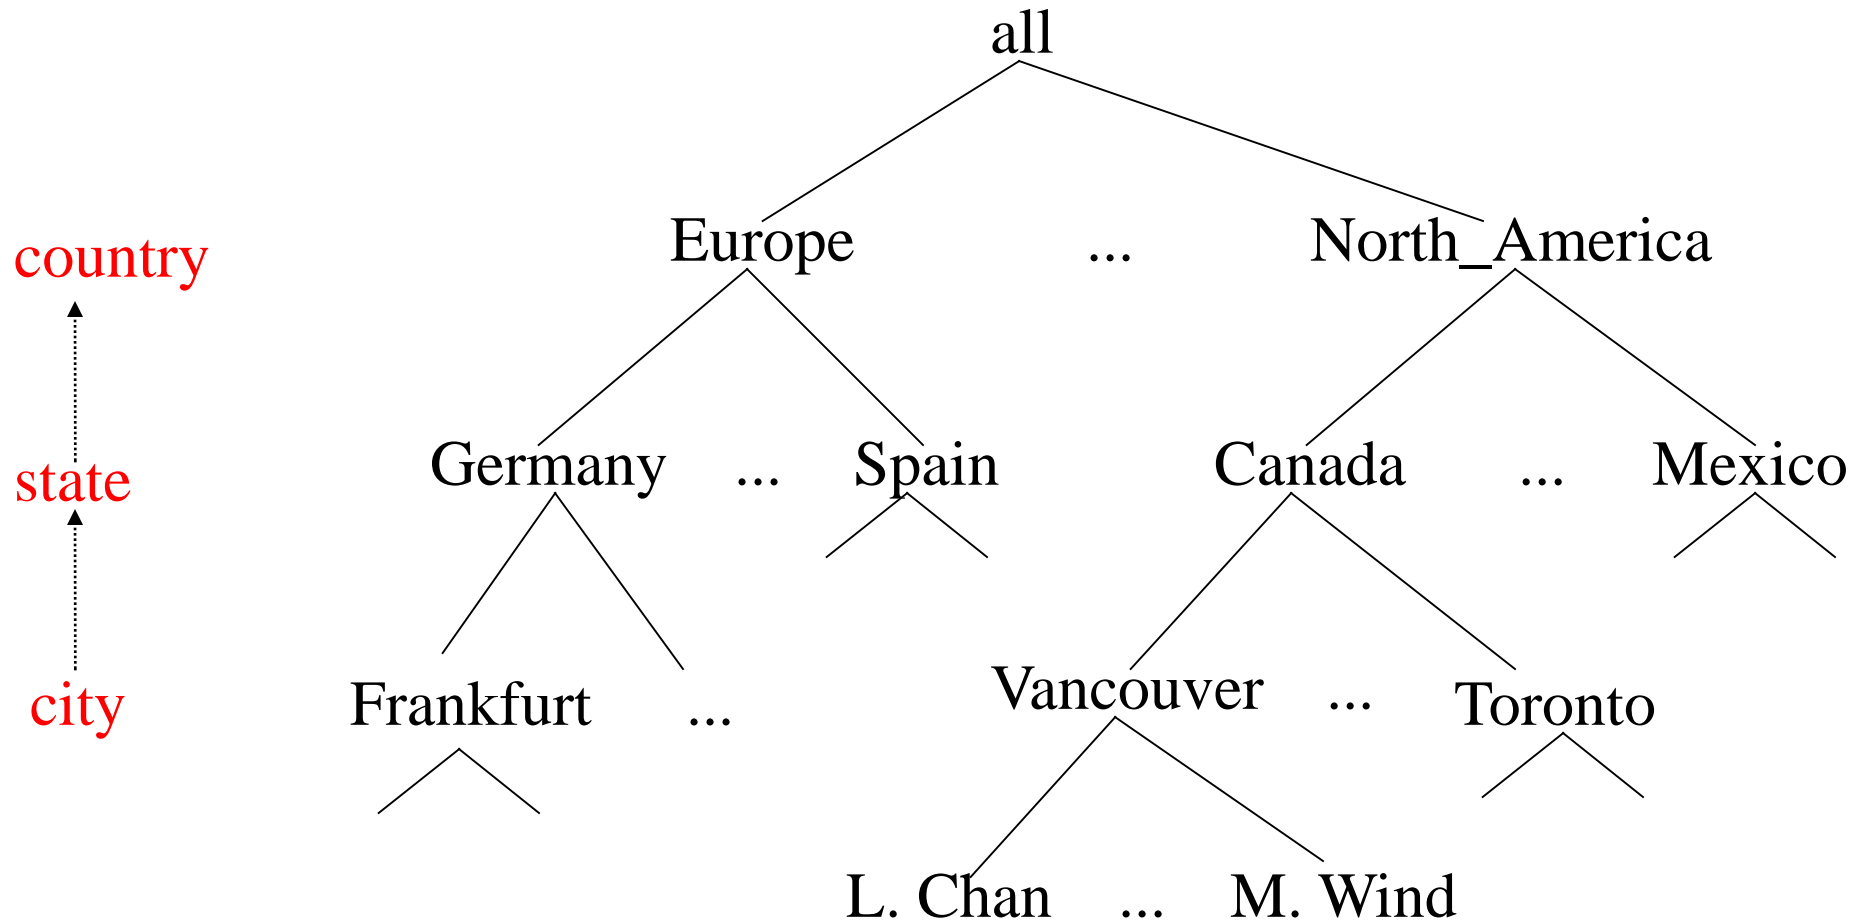 all
country
Europe
...
North_America
state
Germany
...
Spain
Canada
...
Mexico
city
Frankfurt
...
Vancouver
...
Toronto
L. Chan
...
M. Wind